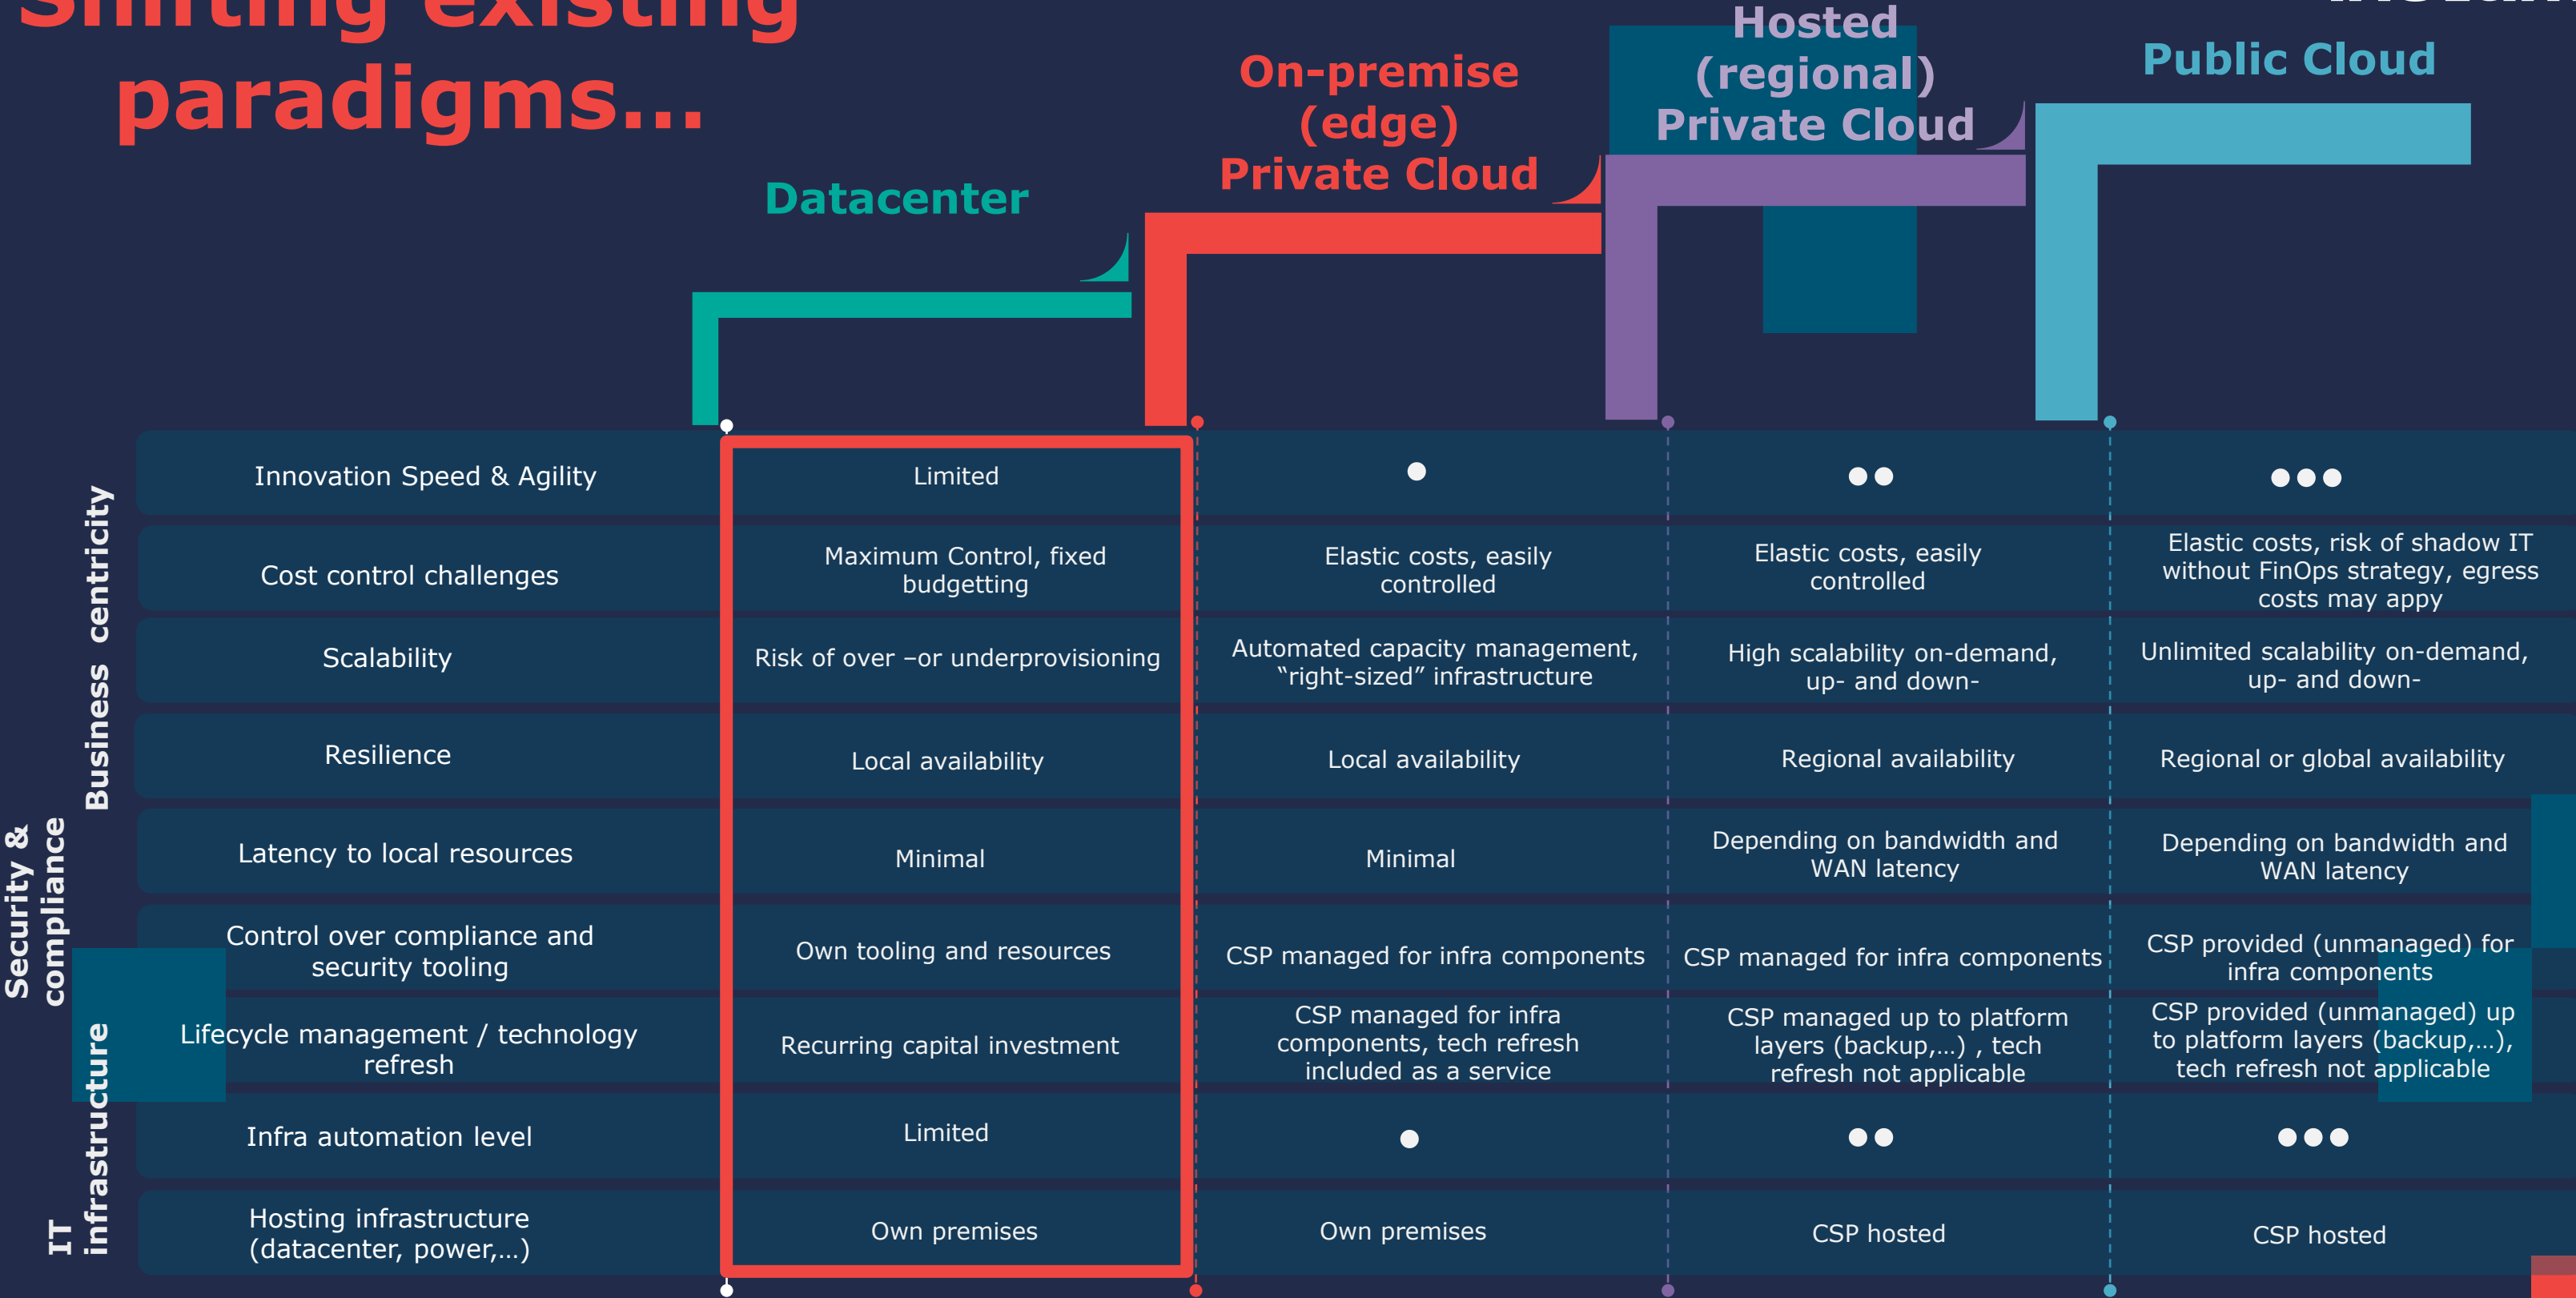 Shifting existing
paradigms...
Datacenter
On-premise
(edge)
Private Cloud
Hosted
(regional)
Private Cloud
Public Cloud
Business centricity
Innovation Speed & Agility
Limited
Cost control challenges
Maximum Control, fixed
budgetting
Elastic costs, easily
controlled
Elastic costs, easily
controlled
Elastic costs, risk of shadow IT
without FinOps strategy, egress
costs may appy
Scalability
Risk of over –or underprovisioning
Automated capacity management,
“right-sized” infrastructure
High scalability on-demand,
up- and down-
Unlimited scalability on-demand,
up- and down-
Resilience
Local availability
Local availability
Regional availability
Regional or global availability
Security &
compliance
Latency to local resources
Minimal
Minimal
Depending on bandwidth and
WAN latency
Depending on bandwidth and
WAN latency
Control over compliance and
security tooling
Own tooling and resources
CSP managed for infra components
CSP managed for infra components
CSP provided (unmanaged) for
infra components
IT
infrastructure
Lifecycle management / technology
refresh
Recurring capital investment
CSP managed for infra
components, tech refresh
included as a service
CSP managed up to platform
layers (backup,…) , tech
refresh not applicable
CSP provided (unmanaged) up
to platform layers (backup,…),
tech refresh not applicable
Infra automation level
Limited
Hosting infrastructure
(datacenter, power,…)
Own premises
Own premises
CSP hosted
CSP hosted